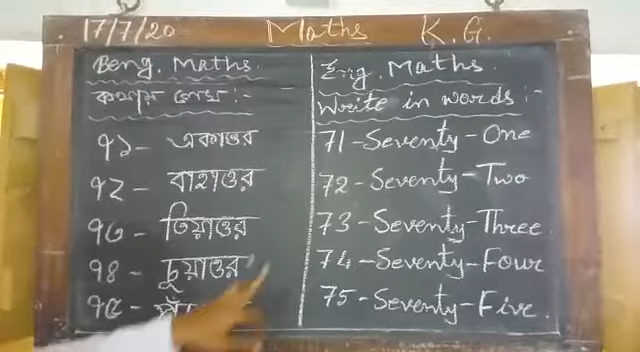 17/7/20 Maths K.G.
Beng. Maths.
কথায় লেখ :-
৭১ - একাত্তর
৭২ - বাহাত্তর
৭৩ - তিয়াত্তর
৭৪ - চুয়াত্তর
৭৫ -
Eng. Maths.
Write in words :-
71 - Seventy - One
72 - Seventy - Two
73 - Seventy - Three
74 - Seventy - Four
75 - Seventy - Five